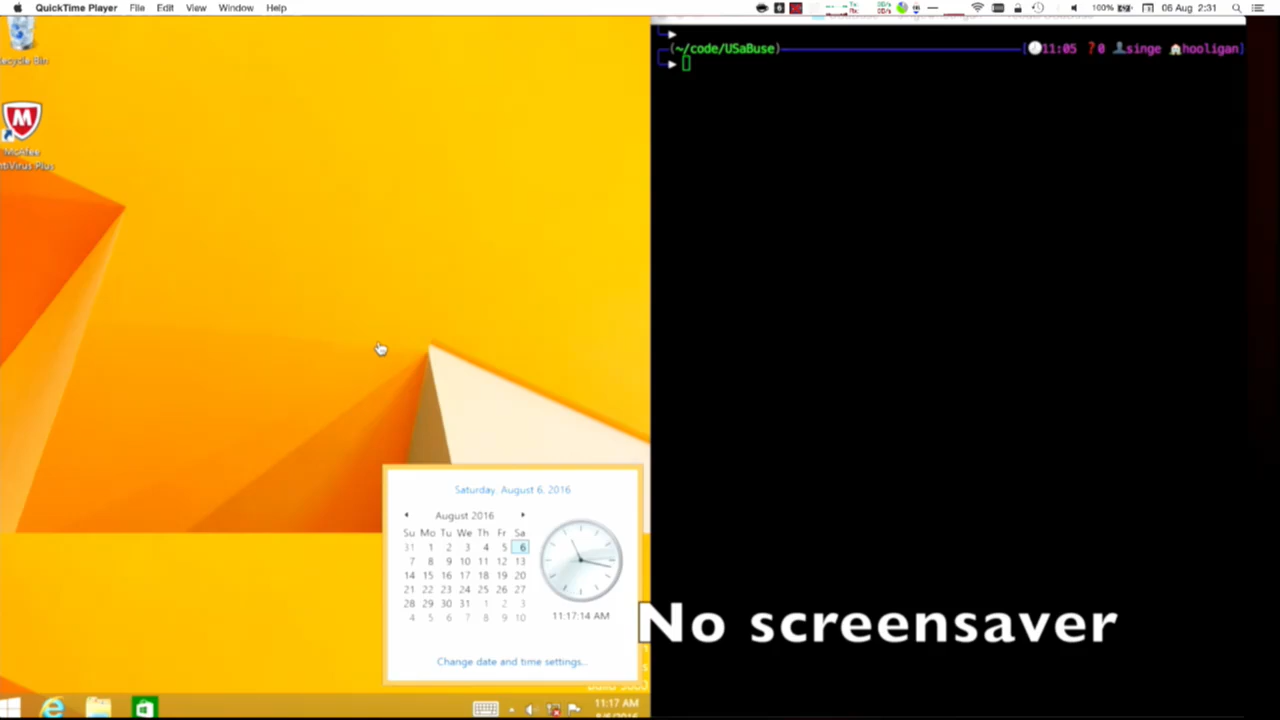 QuickTime Player File Edit View Window Help 100% 06 Aug 2:31
(~/code/USaBuse) [11:05 ?0 singe hooligan]
McAfee
Saturday, August 6, 2016
August 2016
Su Mo Tu We Th Fr Sa
31 1 2 3 4 5 6
7 8 9 10 11 12 13
14 15 16 17 18 19 20
21 22 23 24 25 26 27
28 29 30 31 1 2 3
4 5 6 7 8 9 10
11:17:14 AM
Change date and time settings...
No screensaver
11:17 AM